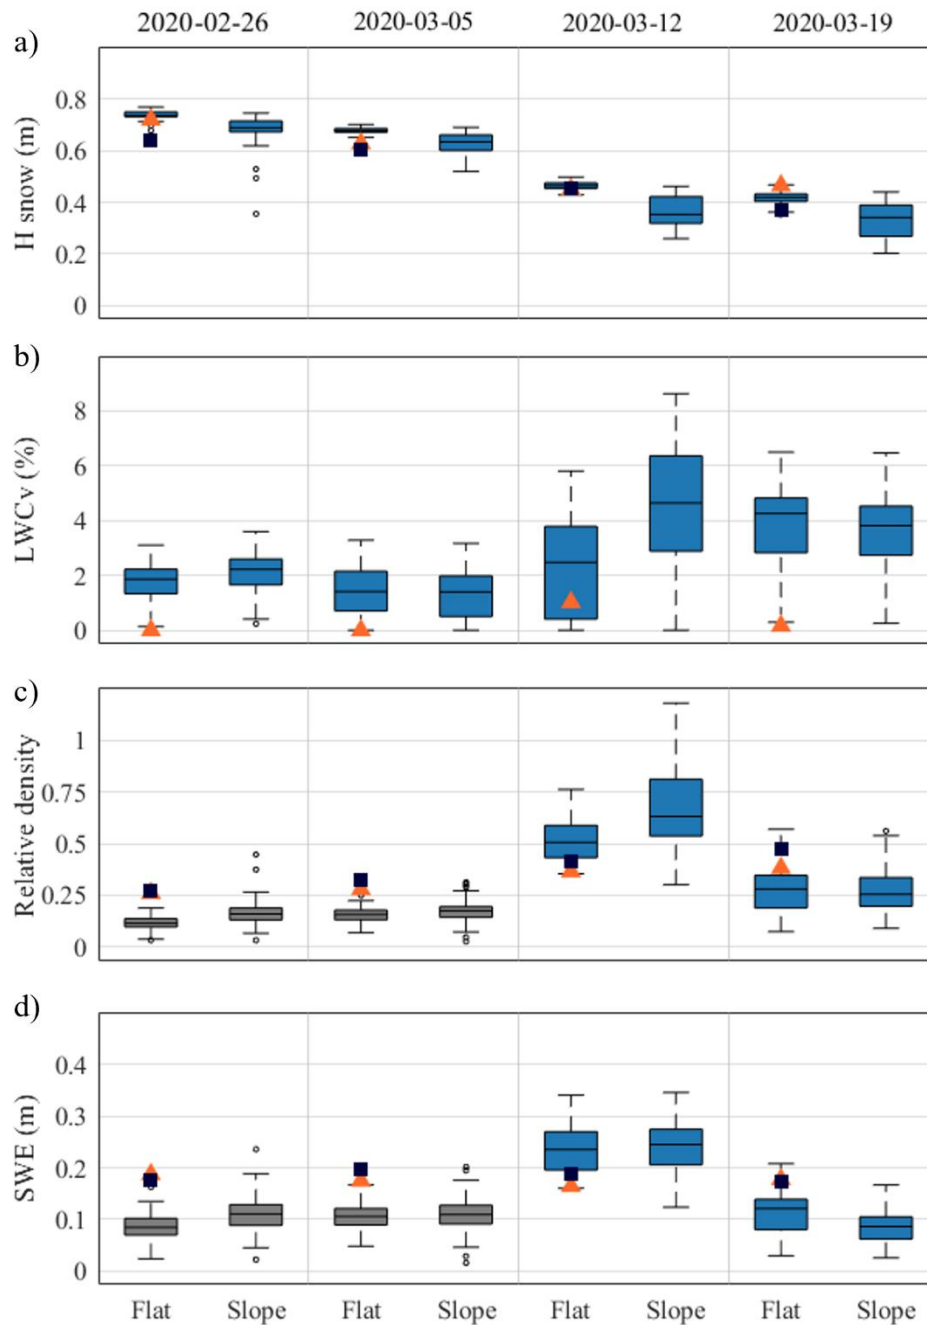 2020-02-26 2020-03-05 2020-03-12 2020-03-19
a)
H snow (m)
0.8
0.6
0.4
0.2
0
b)
LWCv (%)
8
6
4
2
0
c)
Relative density
1
0.75
0.5
0.25
0
d)
SWE (m)
0.4
0.3
0.2
0.1
0
Flat Slope Flat Slope Flat Slope Flat Slope